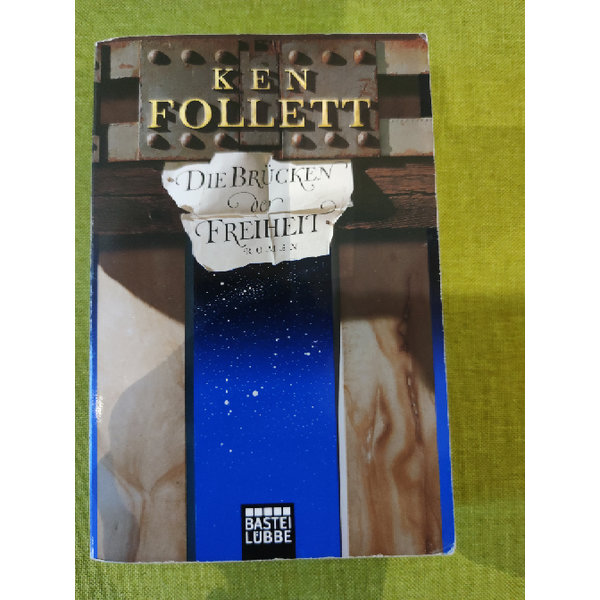 KEN
FOLLETT
DIE BRÜCKEN
der
FREIHEIT
ROMAN
BASTEI
LÜBBE